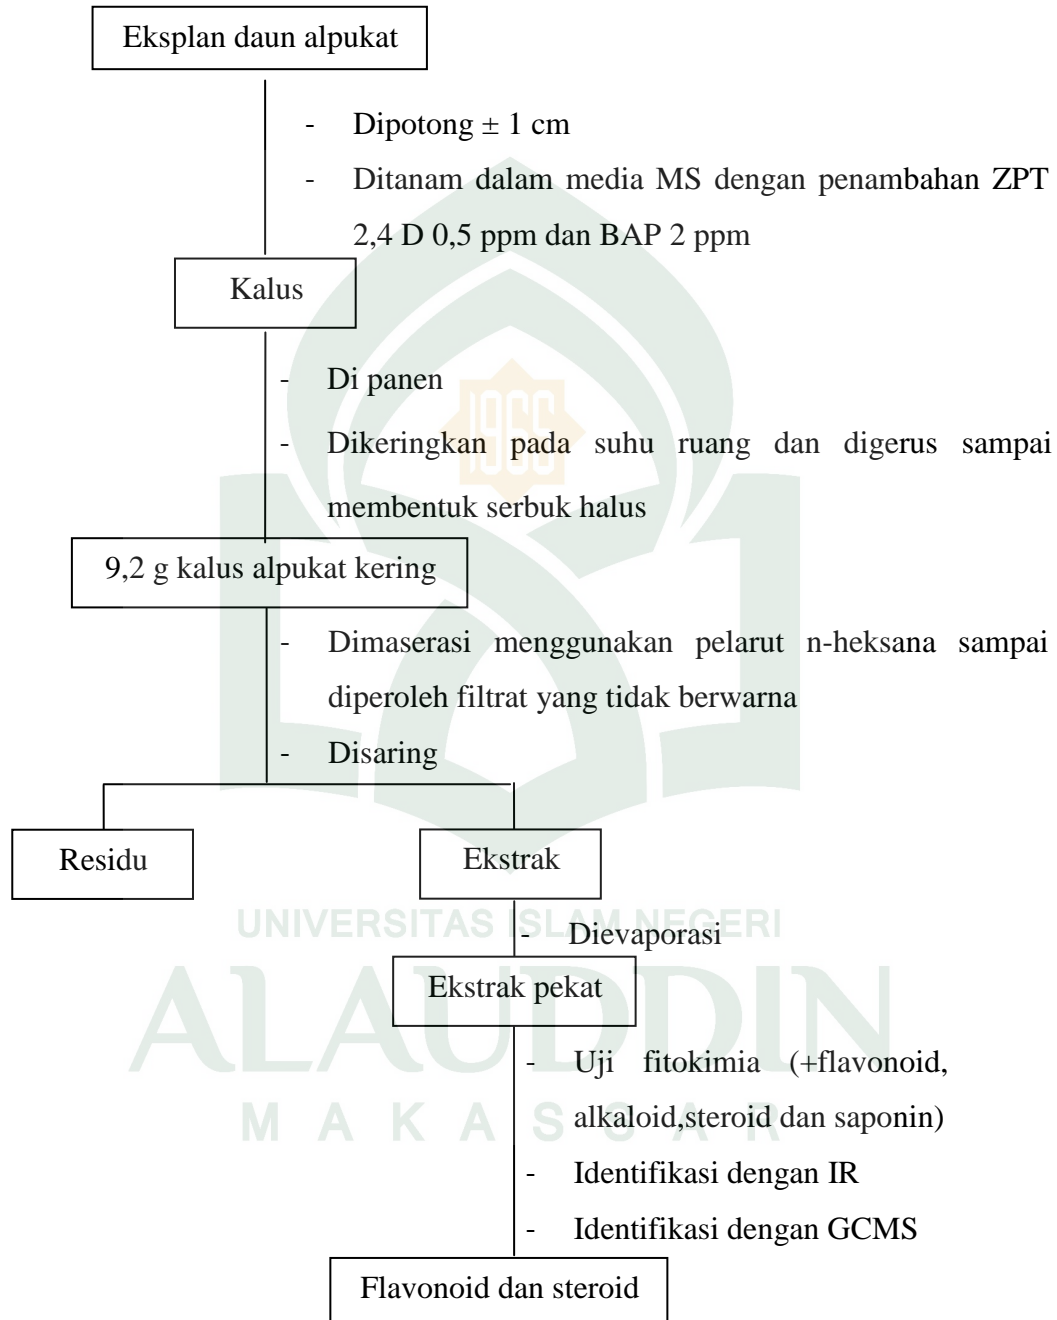 Eksplan daun alpukat
- Dipotong ± 1 cm
- Ditanam dalam media MS dengan penambahan ZPT
2,4 D 0,5 ppm dan BAP 2 ppm
Kalus
- Di panen
- Dikeringkan pada suhu ruang dan digerus sampai
membentuk serbuk halus
9,2 g kalus alpukat kering
- Dimaserasi menggunakan pelarut n-heksana sampai
diperoleh filtrat yang tidak berwarna
- Disaring
Residu
Ekstrak
- Dievaporasi
Ekstrak pekat
- Uji fitokimia (+flavonoid,
alkaloid,steroid dan saponin)
- Identifikasi dengan IR
- Identifikasi dengan GCMS
Flavonoid dan steroid
1965
UNIVERSITAS ISLAM NEGERI
ALAUDDIN
MAKASSAR